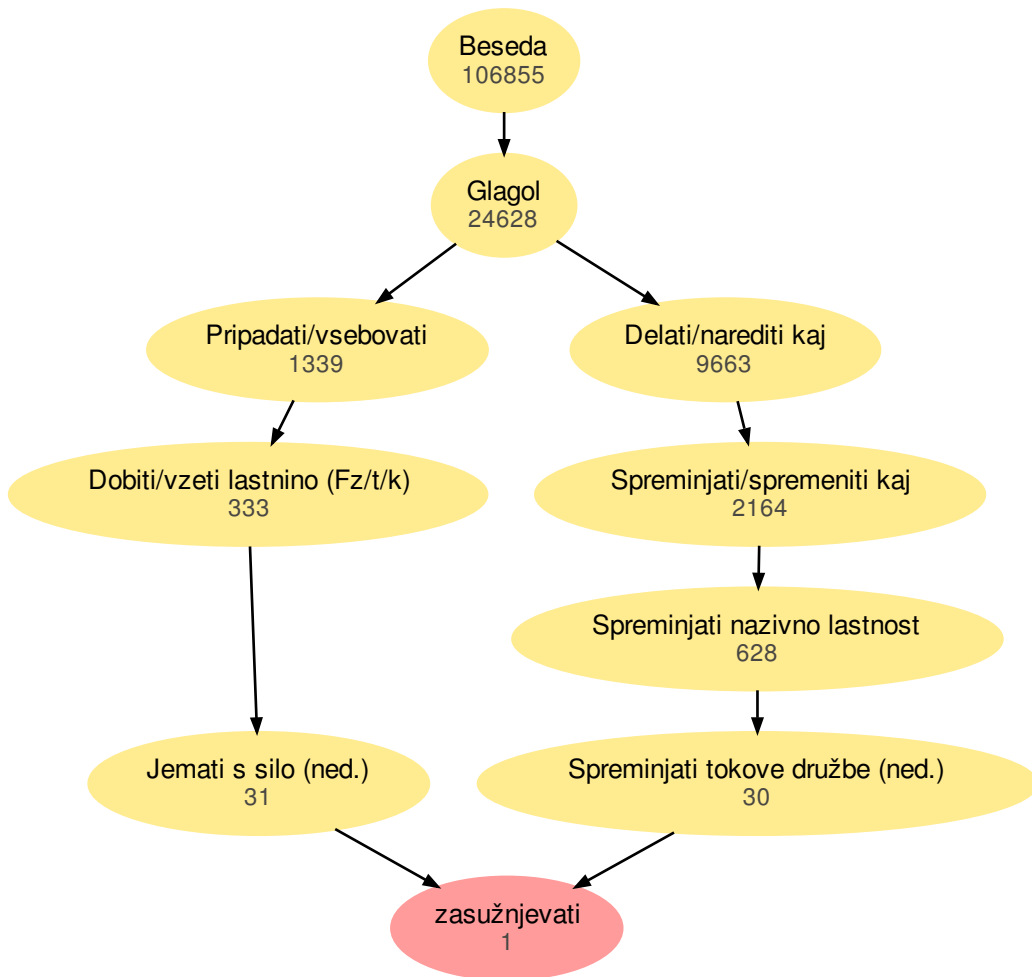 Beseda
106855
Glagol
24628
Pripadati/vsebovati
1339
Delati/narediti kaj
9663
Dobiti/vzeti lastnino (Fz/t/k)
333
Spreminjati/spremeniti kaj
2164
Spreminjati nazivno lastnost
628
Jemati s silo (ned.)
31
Spreminjati tokove družbe (ned.)
30
zasužnjevati
1